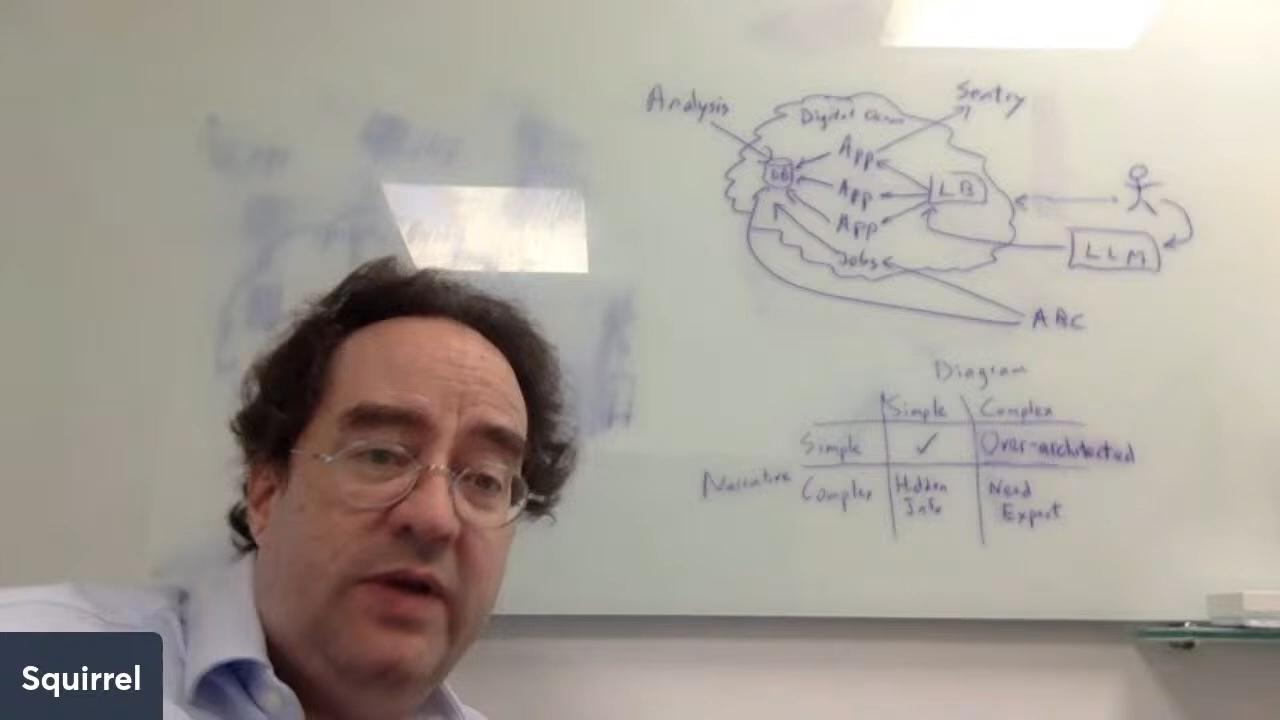 Analysis
Sentry
Digital Ocean
App
DB
App
LB
App
Jobs
LLM
ABC
Diagram
Simple Complex
Simple ✓ Over-architected
Narrative Complex Hidden Info Need Expert
Squirrel